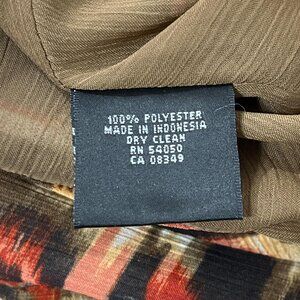 100% POLYESTER
MADE IN INDONESIA
DRY CLEAN
RN 54050
CA 08349